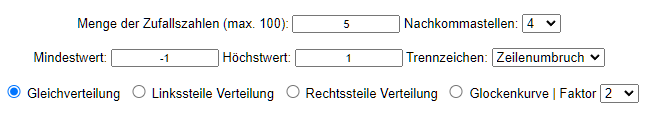 Menge der Zufallszahlen (max. 100): 5 Nachkommastellen: 4
Mindestwert: -1 Höchstwert: 1 Trennzeichen: Zeilenumbruch
Gleichverteilung Linkssteile Verteilung Rechtssteile Verteilung Glockenkurve | Faktor 2